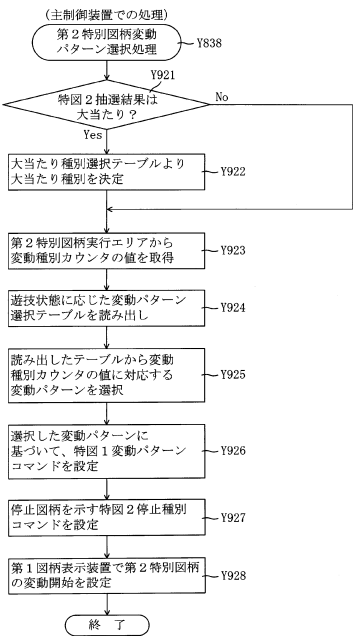 (主制御装置での処理)
第2特別図柄変動
パターン選択処理
Y838
Y921
特図2抽選結果は
大当たり?
No
Yes
大当たり種別選択テーブルより
大当たり種別を決定
Y922
第2特別図柄実行エリアから
変動種別カウンタの値を取得
Y923
遊技状態に応じた変動パターン
選択テーブルを読み出し
Y924
読み出したテーブルから変動
種別カウンタの値に対応する
変動パターンを選択
Y925
選択した変動パターンに
基づいて、特図1変動パターン
コマンドを設定
Y926
停止図柄を示す特図2停止種別
コマンドを設定
Y927
第1図柄表示装置で第2特別図柄
の変動開始を設定
Y928
終 了